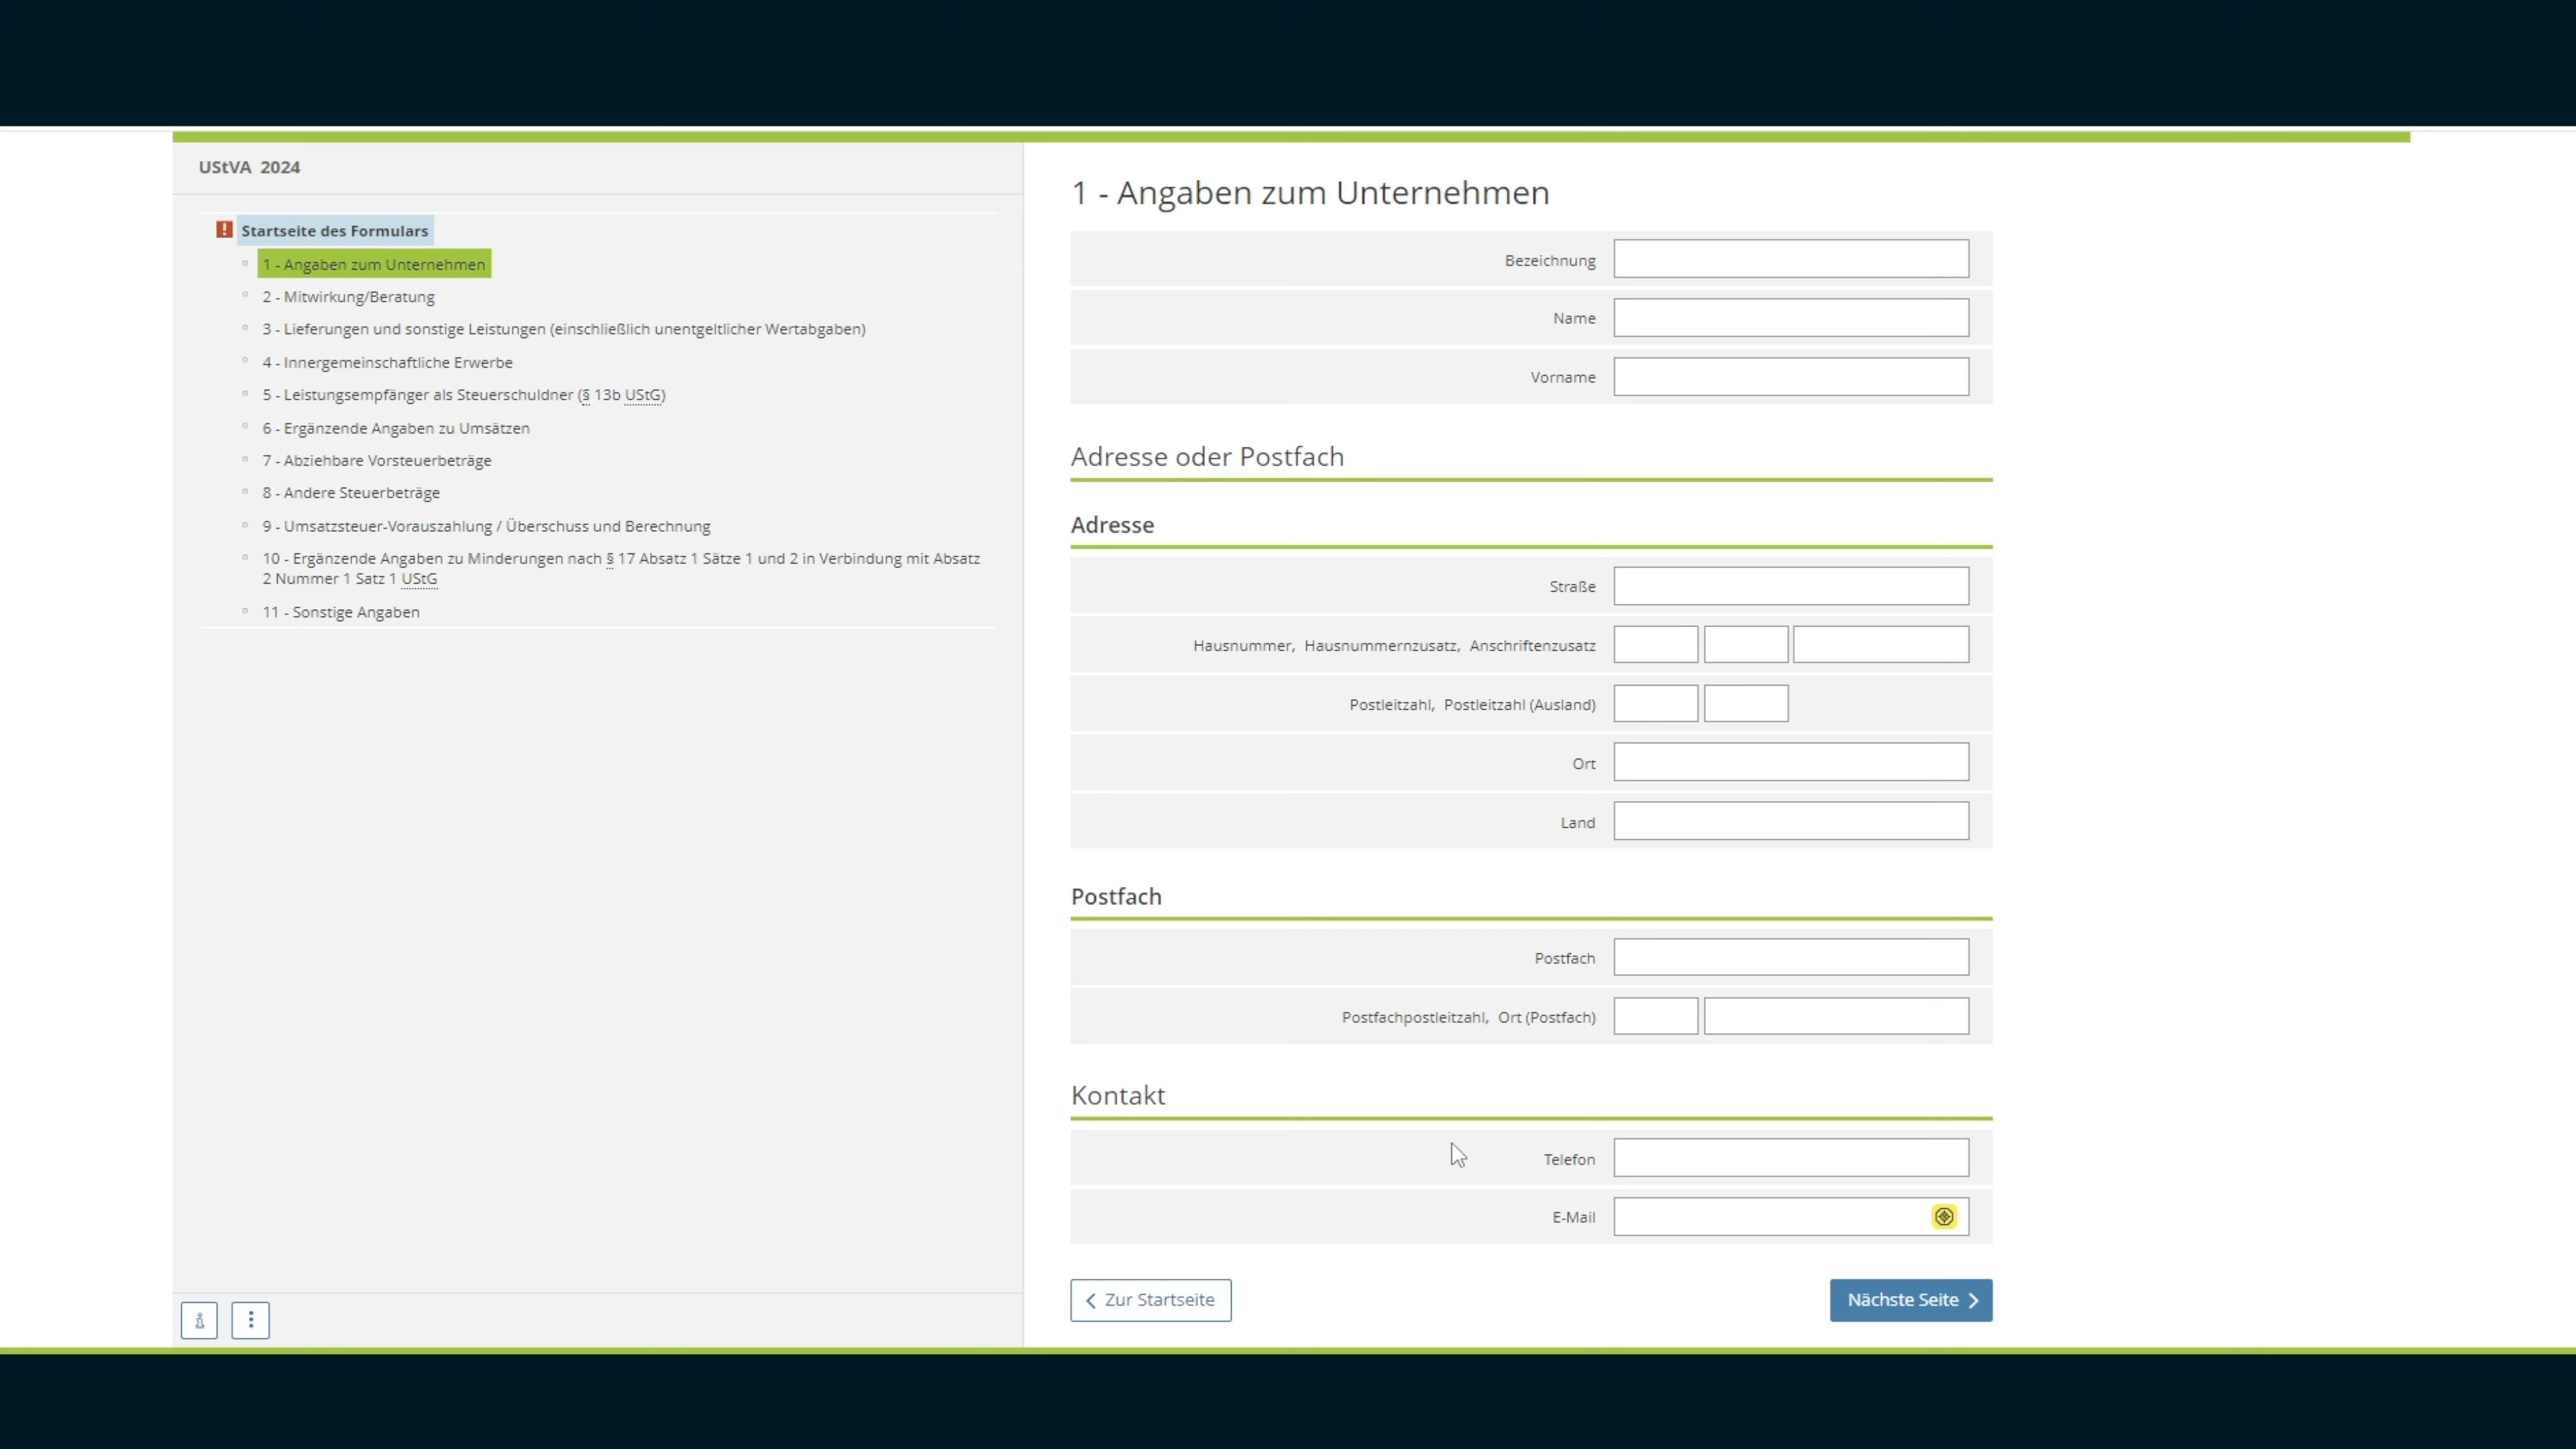 UStVA 2024
Startseite des Formulars
1 - Angaben zum Unternehmen
2 - Mitwirkung/Beratung
3 - Lieferungen und sonstige Leistungen (einschließlich unentgeltlicher Wertabgaben)
4 - Innergemeinschaftliche Erwerbe
5 - Leistungsempfänger als Steuerschuldner (§ 13b UStG)
6 - Ergänzende Angaben zu Umsätzen
7 - Abziehbare Vorsteuerbeträge
8 - Andere Steuerbeträge
9 - Umsatzsteuer-Vorauszahlung / Überschuss und Berechnung
10 - Ergänzende Angaben zu Minderungen nach § 17 Absatz 1 Sätze 1 und 2 in Verbindung mit Absatz
2 Nummer 1 Satz 1 UStG
11 - Sonstige Angaben
1 - Angaben zum Unternehmen
Bezeichnung
Name
Vorname
Adresse oder Postfach
Adresse
Straße
Hausnummer, Hausnummernzusatz, Anschriftenzusatz
Postleitzahl, Postleitzahl (Ausland)
Ort
Land
Postfach
Postfach
Postfachpostleitzahl, Ort (Postfach)
Kontakt
Telefon
E-Mail
Zur Startseite
Nächste Seite